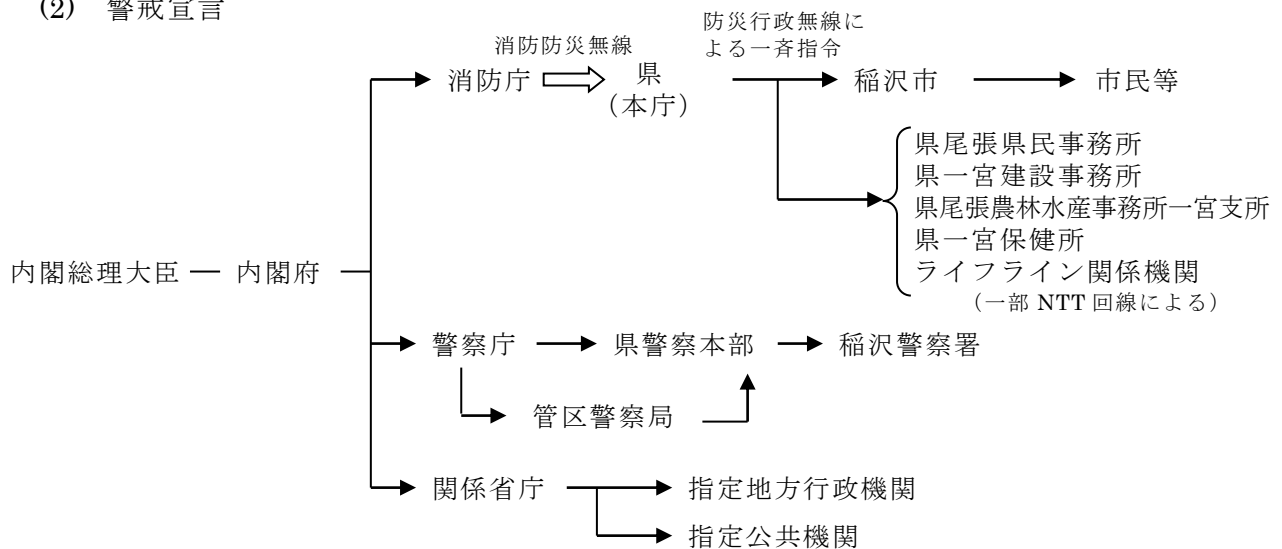 (2) 警戒宣言
防災行政無線に
よる一斉指令
消防防災無線
消防庁
県
（本庁）
稲沢市
市民等
県尾張県民事務所
県一宮建設事務所
県尾張農林水産事務所一宮支所
県一宮保健所
ライフライン関係機関
（一部 NTT 回線による）
内閣総理大臣
内閣府
警察庁
県警察本部
稲沢警察署
管区警察局
関係省庁
指定地方行政機関
指定公共機関